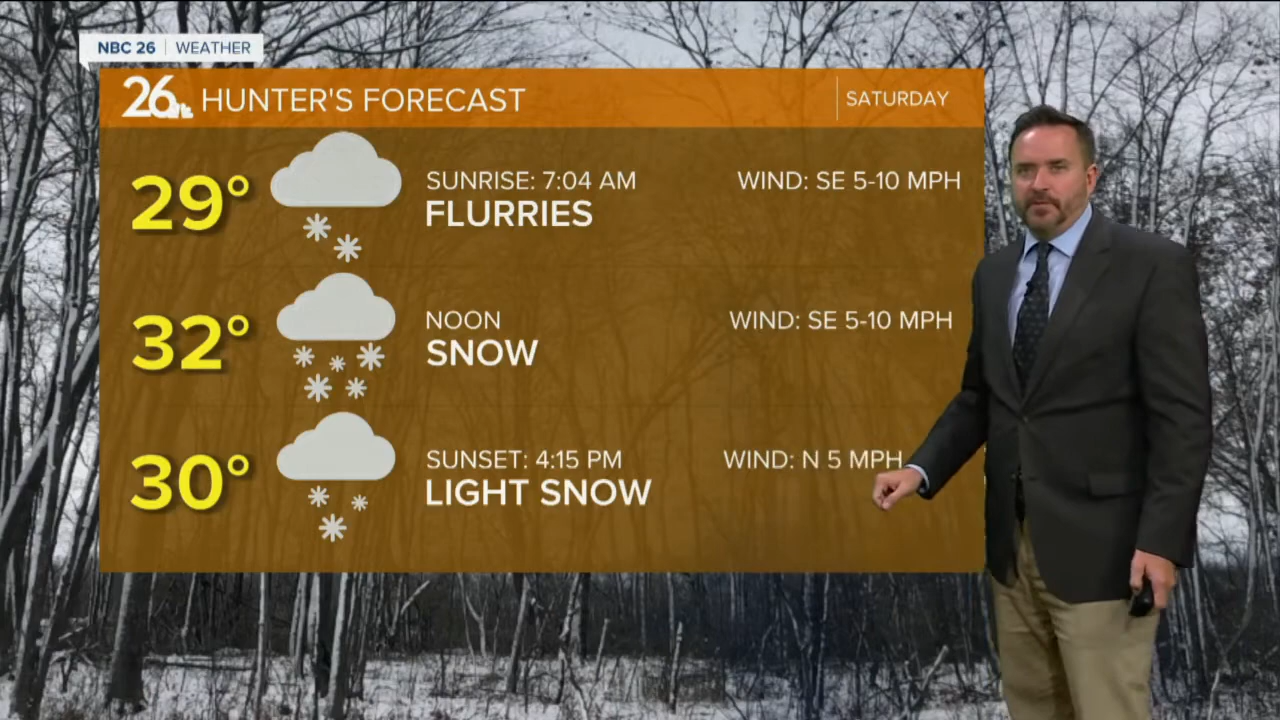 NBC 26 | WEATHER
26 HUNTER'S FORECAST
SATURDAY
29°
SUNRISE: 7:04 AM
FLURRIES
WIND: SE 5-10 MPH
32°
NOON
SNOW
WIND: SE 5-10 MPH
30°
SUNSET: 4:15 PM
LIGHT SNOW
WIND: N 5 MPH